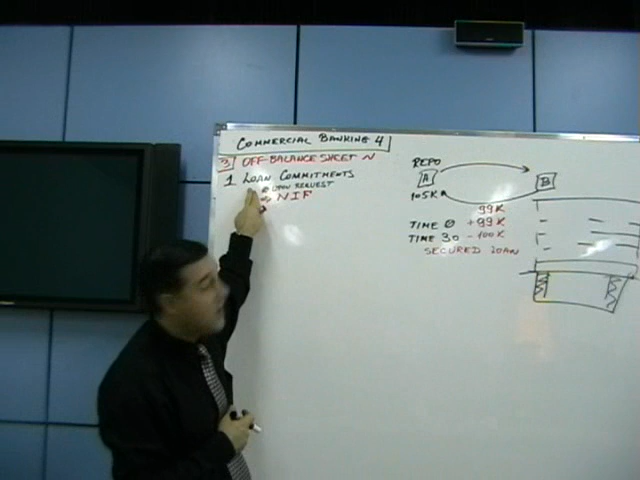 COMMERCIAL BANKING 4
3 OFF-BALANCE SHEET N
1 LOAN COMMITMENTS
UPON REQUEST
NIF
REPO
A B
105K
99K
TIME 0 +99K
TIME 30 -100K
SECURED LOAN